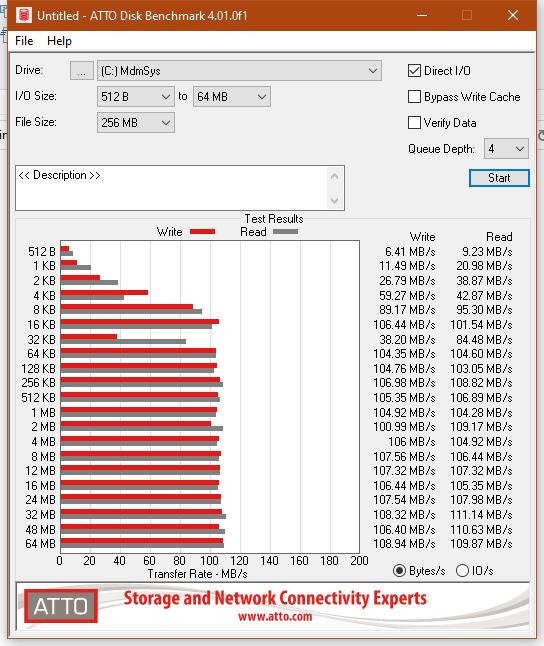 Untitled - ATTO Disk Benchmark 4.01.0f1
File Help
Drive: ... (C:) MdmSys
I/O Size: 512 B to 64 MB
File Size: 256 MB
Direct I/O
Bypass Write Cache
Verify Data
Queue Depth: 4
<< Description >>
Start
Test Results
Write Read Write Read
512 B 6.41 MB/s 9.23 MB/s
1 KB 11.49 MB/s 20.98 MB/s
2 KB 26.79 MB/s 38.87 MB/s
4 KB 59.27 MB/s 42.87 MB/s
8 KB 89.17 MB/s 95.30 MB/s
16 KB 106.44 MB/s 101.54 MB/s
32 KB 38.20 MB/s 84.48 MB/s
64 KB 104.35 MB/s 104.60 MB/s
128 KB 104.76 MB/s 103.05 MB/s
256 KB 106.98 MB/s 108.82 MB/s
512 KB 105.35 MB/s 106.89 MB/s
1 MB 104.92 MB/s 104.28 MB/s
2 MB 100.99 MB/s 109.17 MB/s
4 MB 106 MB/s 104.92 MB/s
8 MB 107.56 MB/s 106.44 MB/s
12 MB 107.32 MB/s 107.32 MB/s
16 MB 106.44 MB/s 105.35 MB/s
24 MB 107.54 MB/s 107.98 MB/s
32 MB 108.32 MB/s 111.14 MB/s
48 MB 106.40 MB/s 110.63 MB/s
64 MB 108.94 MB/s 109.87 MB/s
0 20 40 60 80 100 120 140 160 180 200
Transfer Rate - MB/s
Bytes/s IO/s
ATTO Storage and Network Connectivity Experts
www.atto.com